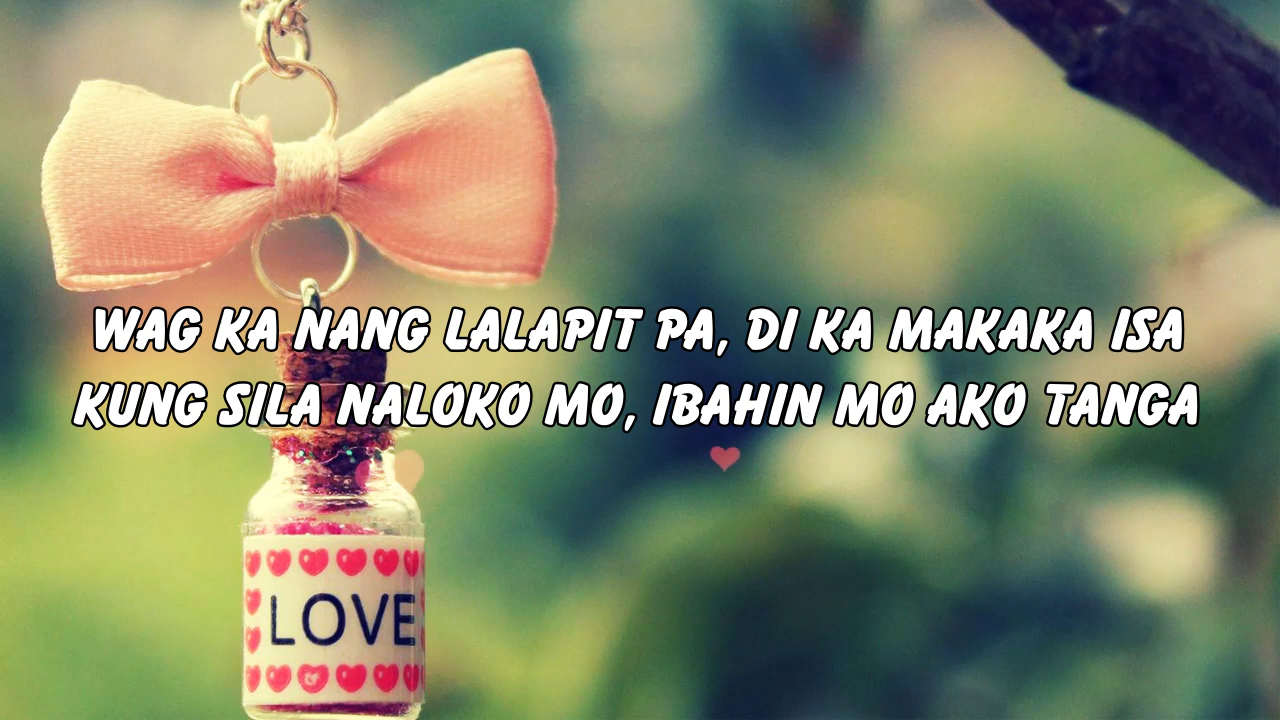 WAG KA NANG LALAPIT PA, DI KA MAKAKA ISA
KUNG SILA NALOKO MO, IBAHIN MO AKO TANGA
LOVE